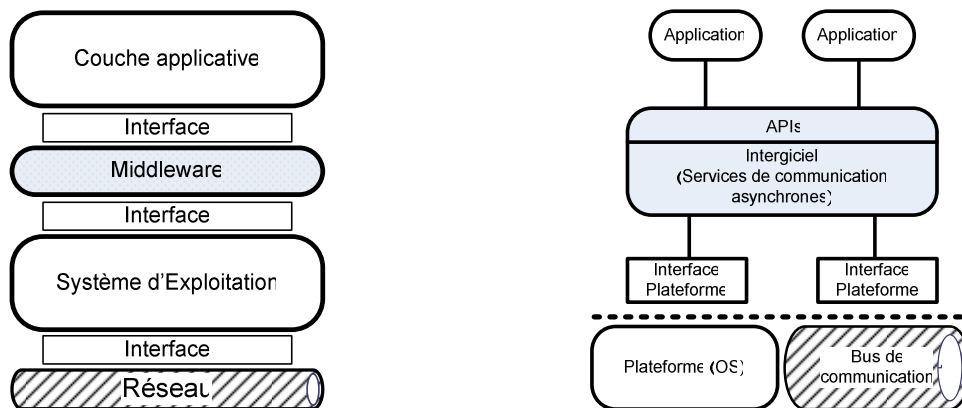 Couche applicative
Interface
Middleware
Interface
Système d'Exploitation
Interface
Réseau
Application
Application
APIs
Intergiciel
(Services de communication
asynchrones)
Interface
Plateforme
Interface
Plateforme
Plateforme (OS)
Bus de
communication